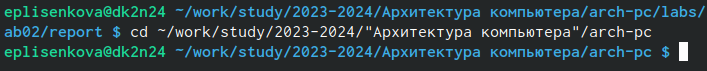 eplisenkova@dk2n24 ~/work/study/2023-2024/Архитектура компьютера/arch-pc/labs/
ab02/report $ cd ~/work/study/2023-2024/"Архитектура компьютера"/arch-pc
eplisenkova@dk2n24 ~/work/study/2023-2024/Архитектура компьютера/arch-pc $